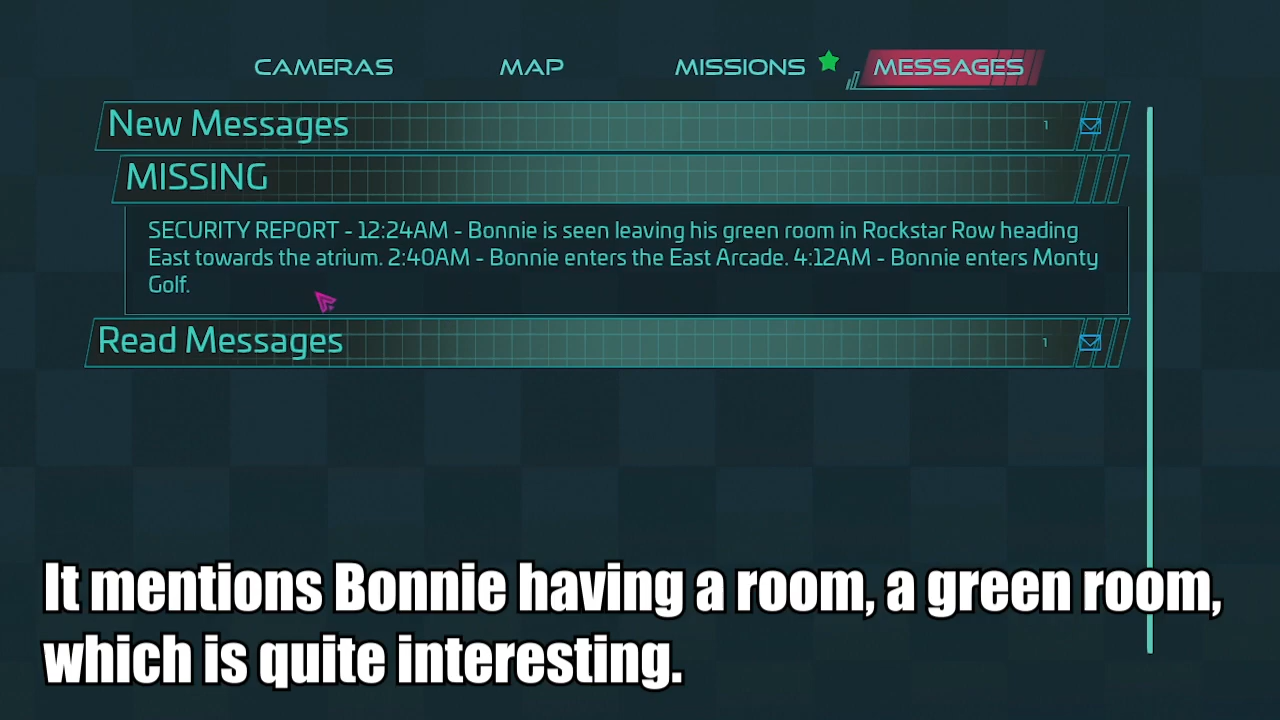 CAMERAS MAP MISSIONS MESSAGES
New Messages 1
MISSING
SECURITY REPORT - 12:24AM - Bonnie is seen leaving his green room in Rockstar Row heading
East towards the atrium. 2:40AM - Bonnie enters the East Arcade. 4:12AM - Bonnie enters Monty
Golf.
Read Messages 1
It mentions Bonnie having a room, a green room,
which is quite interesting.